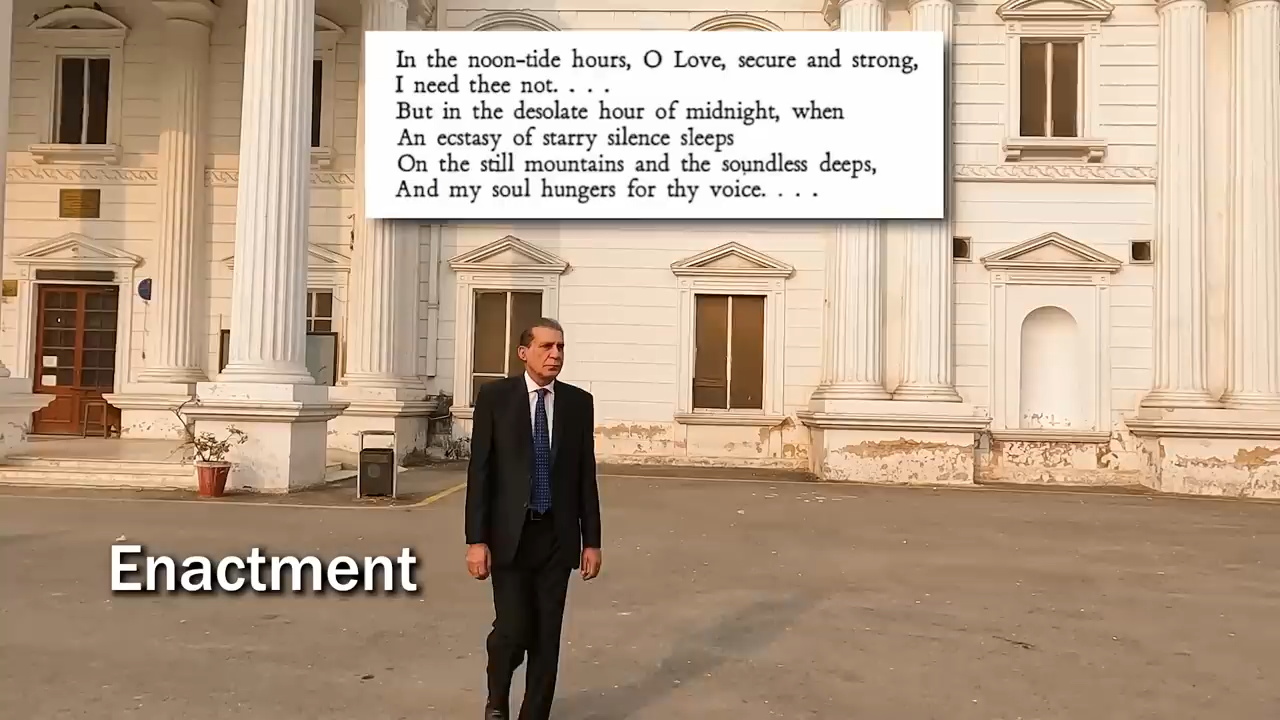 In the noon-tide hours, O Love, secure and strong,
I need thee not. . . .
But in the desolate hour of midnight, when
An ecstasy of starry silence sleeps
On the still mountains and the soundless deeps,
And my soul hungers for thy voice. . . .
Enactment